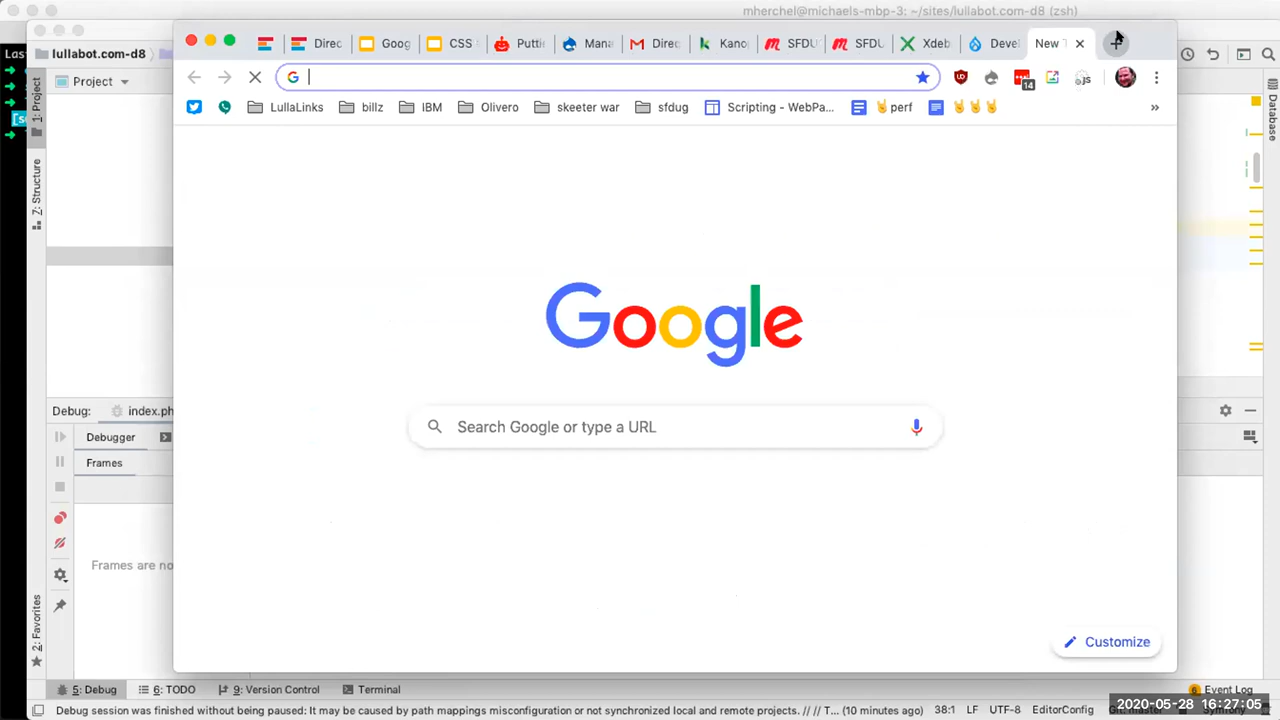 mherchel@michaels-mbp-3: ~/sites/lullabot.com-d8 (zsh)
Direc
Goog
CSS
Putti
Mana
Direc
Kano
SFDU
SFDU
Xdeb
Devel
New T
Las
lullabot.com-d8
Project
14
LullaLinks
billz
IBM
Olivero
skeeter war
sfdug
Scripting - WebPa...
perf
»
1: Project
7: Structure
2: Favorites
Database
Google
Search Google or type a URL
Customize
Debug:
index.ph
Debugger
Frames
Frames are no
5: Debug
6: TODO
9: Version Control
Terminal
6 Event Log
Debug session was finished without being paused: It may be caused by path mappings misconfiguration or not synchronized local and remote projects. // // T... (10 minutes ago)
38:1
LF
UTF-8
EditorConfig
2020-05-28 16:27:05